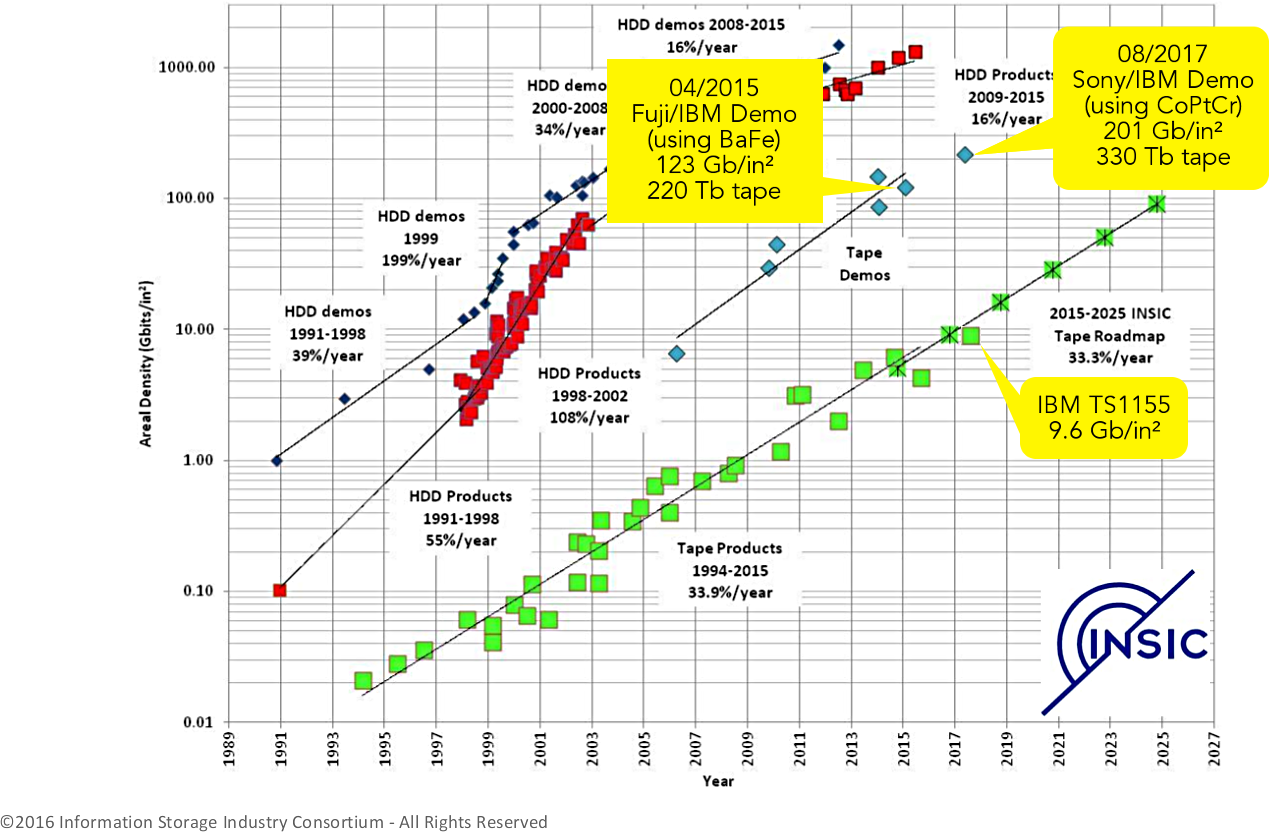 HDD demos 2008-2015
16%/year
1000.00
HDD demo
2000-2008
34%/year
04/2015
Fuji/IBM Demo
(using BaFe)
123 Gb/in²
220 Tb tape
HDD Products
2009-2015
16%/year
08/2017
Sony/IBM Demo
(using CoPtCr)
201 Gb/in²
330 Tb tape
100.00
HDD demos
1999
199%/year
Tape
Demos
HDD demos
1991-1998
39%/year
10.00
2015-2025 INSIC
Tape Roadmap
33.3%/year
HDD Products
1998-2002
108%/year
IBM TS1155
9.6 Gb/in²
1.00
HDD Products
1991-1998
55%/year
Tape Products
1994-2015
33.9%/year
0.10
INSIC
0.01
Areal Density (Gbits/in²)
1989
1991
1993
1995
1997
1999
2001
2003
2005
2007
2009
2011
2013
2015
2017
2019
2021
2023
2025
2027
Year
©2016 Information Storage Industry Consortium - All Rights Reserved